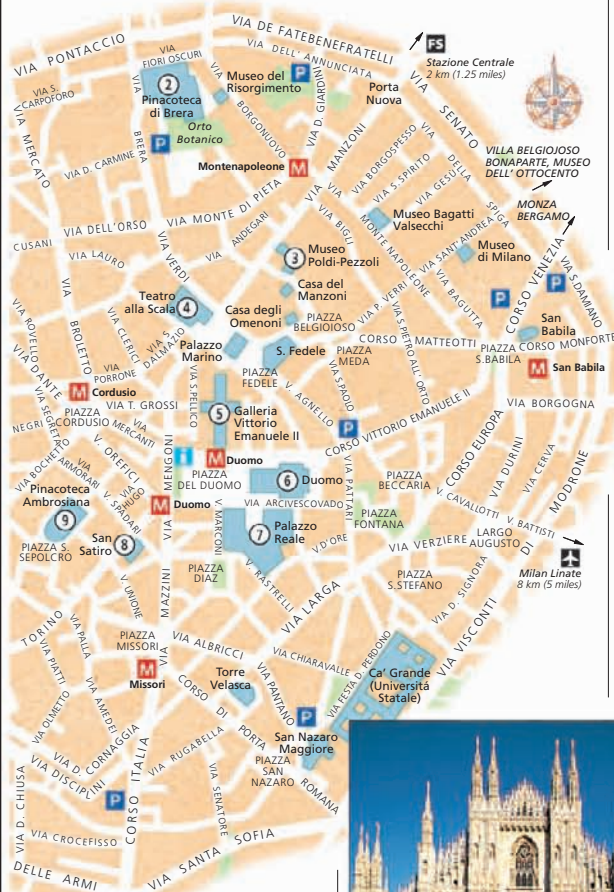 VIA PONTACCIO
VIA DE FATEBENEFRATELLI
VIA DELL' ANNUNCIATA
VIA
FIORI OSCURI
FS
Stazione Centrale
2 km (1.25 miles)
VIA S.
CARPOFORO
VIA MERCATO
VIA BRERA
2
Pinacoteca
di Brera
Museo del
Risorgimento
P
VIA D. GIARDINI
Porta
Nuova
VIA SENATO
Orto
Botanico
VIA BORGONUOVO
P
VIA D. CARMINE
Montenapoleone
M
VIA MANZONI
VIA BORGOSPESSO
VIA S. SPIRITO
VIA GESÙ
VIA DELLA SPIGA
VILLA BELGIOJOSO
BONAPARTE, MUSEO
DELL' OTTOCENTO
MONZA
BERGAMO
VIA MONTE DI PIETA
VIA DELL'ORSO
CUSANI
VIA LAURO
VIA VERDI
VIA ANDEGARI
VIA BIGLI
VIA MONTE NAPOLEONE
Museo Bagatti
Valsecchi
VIA SANT'ANDREA
Museo
di Milano
3
Museo
Poldi-Pezzoli
Casa del
Manzoni
CORSO VENEZIA
VIA S.DAMIANO
P
P
VIA BAGUTTA
VIA P. VERRI
Teatro
alla Scala
4
Casa degli
Omenoni
PIAZZA
BELGIOIOSO
San
Babila
VIA ROVELLO
VIA BROLETTO
VIA CLERICI
VIA S. DALMAZIO
Palazzo
Marino
VIA S.
S. Fedele
PIAZZA
MEDA
CORSO MATTEOTTI
VIA S.PIETRO ALL' ORTO
PIAZZA
S.BABILA
CORSO MONFORTE
M
San Babila
VIA DANTE
VIA
PORRONE
M
Cordusio
VIA S.PELLICO
PIAZZA
FEDELE
V. AGNELLO
VIA S.PAOLO
VIA T. GROSSI
PIAZZA
CORDUSIO
VIA
MERCANTI
VIA SEGRETA
NEGRI
5
Galleria
Vittorio
Emanuele II
CORSO VITTORIO EMANUELE II
P
VIA BORGOGNA
CORSO EUROPA
VIA DURINI
VIA CERVA
VIA BOCHETTO
VIA
ARMORARI
V. OREFICI
VIA MENGONI
i
M
Duomo
PIAZZA
DEL DUOMO
6
Duomo
VIA PATTARI
PIAZZA
BECCARIA
V. CAVALLOTTI
V. BATTISTI
MODRONE
Pinacoteca
Ambrosiana
9
V. SPADARI
VIA
HUGO
M
Duomo
V. MARCONI
VIA ARCIVESCOVADO
7
Palazzo
Reale
PIAZZA
FONTANA
PIAZZA S.
SEPOLCRO
San
Satiro
8
V.D'ORE
VIA VERZIERE
LARGO
AUGUSTO
DI
Milan Linate
8 km (5 miles)
V. UNIONE
MAZZINI
PIAZZA
DIAZ
V. RASTRELLI
VIA LARGA
PIAZZA
S.STEFANO
V. D. SIGNORA
VIA VISCONTI
TORINO
PIAZZA
MISSORI
VIA
VIA ALBRICCI
VIA CHIARAVALLE
VIA FESTA D. PERDONO
Ca' Grande
(Universitá
Statale)
M
Missori
VIA PIATTI
VIA PALLA
VIA AMEDEI
VIA OLMETTO
Torre
Velasca
VIA PANTANO
CORSO DI PORTA ROMANA
P
San Nazaro
Maggiore
PIAZZA
SAN
NAZARO
VIA D. CORNAGGIA
VIA DISCIPLINI
VIA RUGABELLA
VIA SENATORE
P
CORSO ITALIA
VIA D. CHIUSA
VIA CROCEFISSO
VIA SANTA SOFIA
DELLE ARMI